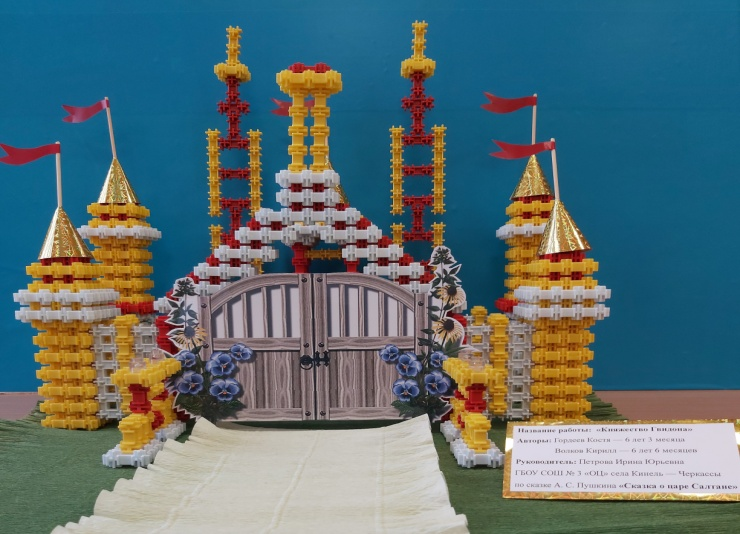 Название работы: «Княжество Гвидона»
Авторы: Гордеев Костя — 6 лет 3 месяца
Волков Кирилл — 6 лет 6 месяцев
Руководитель: Петрова Ирина Юрьевна
ГБОУ СОШ № 3 «ОЦ» села Кинель — Черкассы
по сказке А. С. Пушкина «Сказка о царе Салтане»